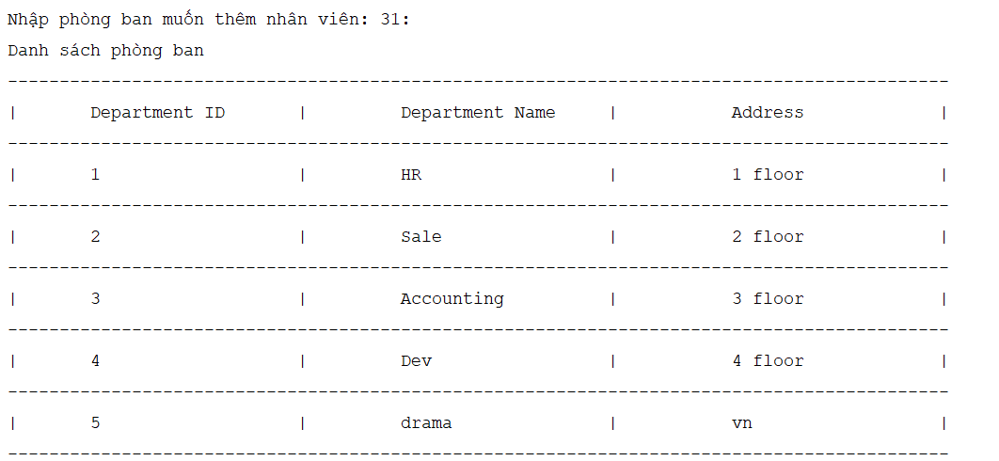 Nhập phòng ban muốn thêm nhân viên: 31:
Danh sách phòng ban
-------------------------------------------------------------------------------------------
|       Department ID       |         Department Name     |           Address             |
-------------------------------------------------------------------------------------------
|       1                   |         HR                  |           1 floor             |
-------------------------------------------------------------------------------------------
|       2                   |         Sale                |           2 floor             |
-------------------------------------------------------------------------------------------
|       3                   |         Accounting          |           3 floor             |
-------------------------------------------------------------------------------------------
|       4                   |         Dev                 |           4 floor             |
-------------------------------------------------------------------------------------------
|       5                   |         drama               |           vn                  |
-------------------------------------------------------------------------------------------